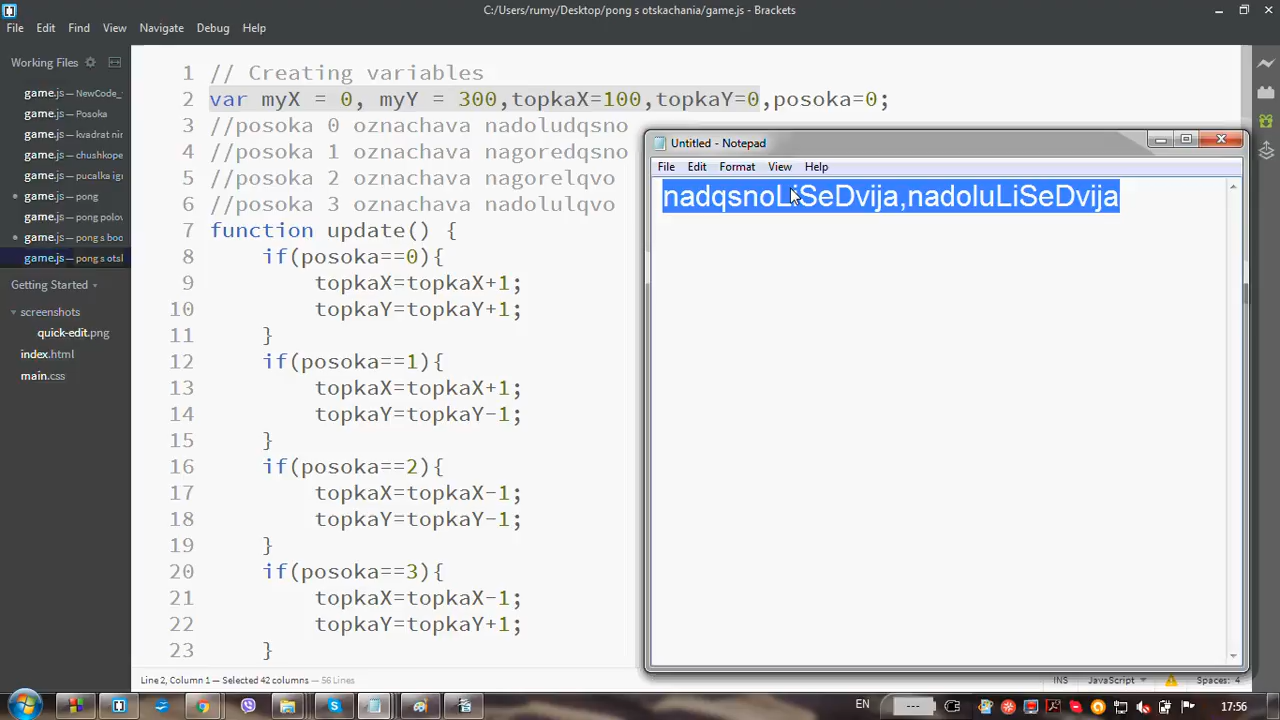 C:/Users/rumy/Desktop/pong s otskachania/game.js - Brackets
File Edit Find View Navigate Debug Help
Working Files
game.js — NewCode_
game.js — Posoka
game.js — kvadrat nir
game.js — chushkope
game.js — pucalka igr
game.js — pong
game.js — pong polov
game.js — pong s boo
game.js — pong s otsl
Getting Started
screenshots
quick-edit.png
index.html
main.css
1 // Creating variables
2 var myX = 0, myY = 300,topkaX=100,topkaY=0,posoka=0;
3 //posoka 0 oznachava nadoludqsno
4 //posoka 1 oznachava nagoredqsno
5 //posoka 2 oznachava nagorelqvo
6 //posoka 3 oznachava nadolulqvo
7 function update() {
8 if(posoka==0){
9 topkaX=topkaX+1;
10 topkaY=topkaY+1;
11 }
12 if(posoka==1){
13 topkaX=topkaX+1;
14 topkaY=topkaY-1;
15 }
16 if(posoka==2){
17 topkaX=topkaX-1;
18 topkaY=topkaY-1;
19 }
20 if(posoka==3){
21 topkaX=topkaX-1;
22 topkaY=topkaY+1;
23 }
Untitled - Notepad
File Edit Format View Help
nadqsnoLiSeDvija,nadoluLiSeDvija
Line 2, Column 1 — Selected 42 columns — 56 Lines
INS JavaScript Spaces: 4
EN --- 17:56